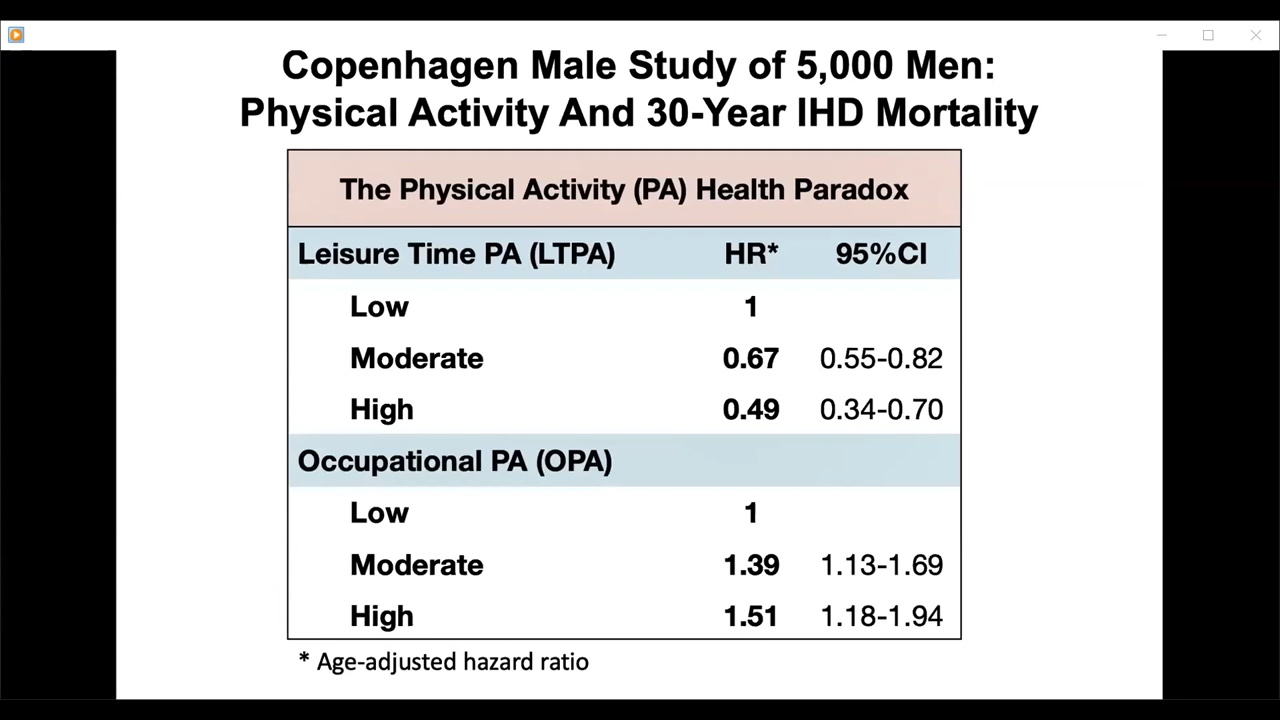 Copenhagen Male Study of 5,000 Men:
Physical Activity And 30-Year IHD Mortality
The Physical Activity (PA) Health Paradox
Leisure Time PA (LTPA) HR* 95%CI
Low 1
Moderate 0.67 0.55-0.82
High 0.49 0.34-0.70
Occupational PA (OPA)
Low 1
Moderate 1.39 1.13-1.69
High 1.51 1.18-1.94
* Age-adjusted hazard ratio